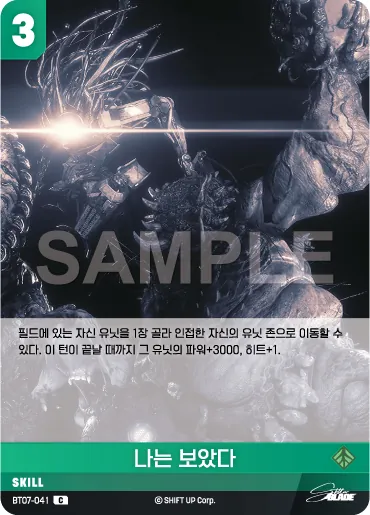 3
SAMPLE
필드에 있는 자신 유닛을 1장 골라 인접한 자신의 유닛 존으로 이동할 수
있다. 이 턴이 끝날 때까지 그 유닛의 파워+3000, 히트+1.
나는 보았다
SKILL
BT07-041 C
© SHIFT UP Corp.
Stellar
BLADE